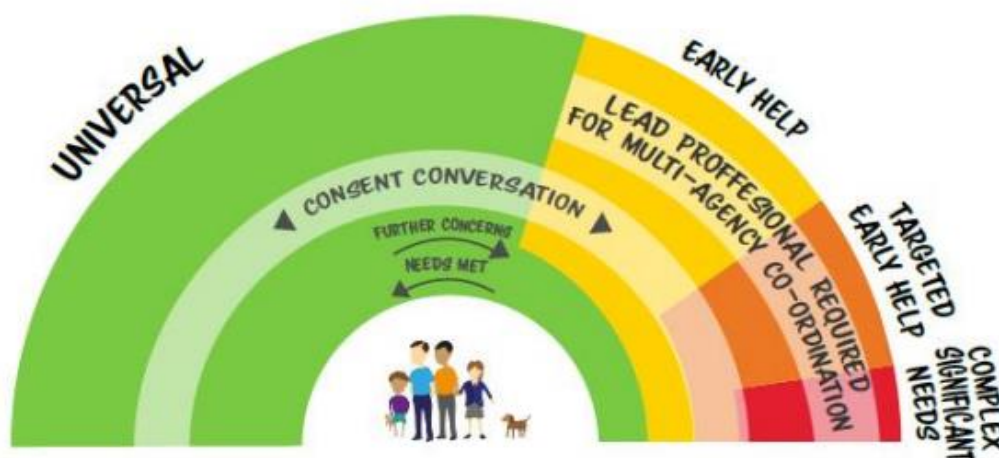 UNIVERSAL
EARLY HELP
TARGETED
EARLY HELP
COMPLEX
SIGNIFICANT
NEEDS
LEAD PROFFESIONAL REQUIRED
FOR MULTI-AGENCY CO-ORDINATION
CONSENT CONVERSATION
FURTHER CONCERNS
NEEDS MET